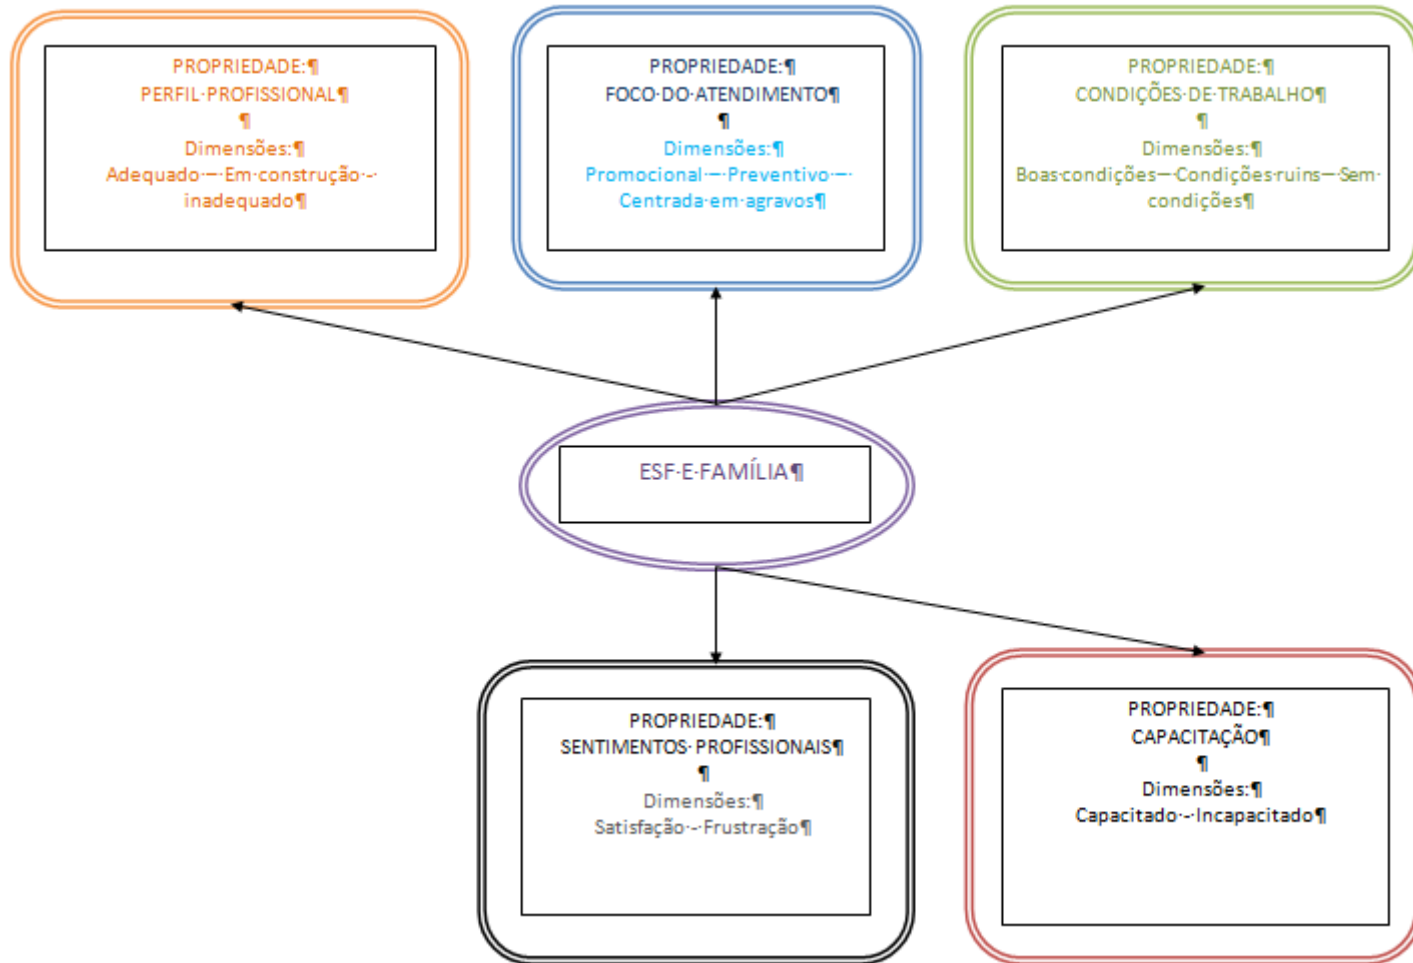 PROPRIEDADE:¶
PERFIL·PROFISSIONAL¶
¶
Dimensões:¶
Adequado·–·Em·construção·-·
inadequado¶
PROPRIEDADE:¶
FOCO·DO·ATENDIMENTO¶
¶
Dimensões:¶
Promocional·–·Preventivo·–·
Centrada·em·agravos¶
PROPRIEDADE:¶
CONDIÇÕES·DE·TRABALHO¶
¶
Dimensões:¶
Boas·condições–·Condições·ruins–·Sem·
condições¶
ESF·E·FAMÍLIA¶
PROPRIEDADE:¶
SENTIMENTOS·PROFISSIONAIS¶
¶
Dimensões:¶
Satisfação·-·Frustração¶
PROPRIEDADE:¶
CAPACITAÇÃO¶
¶
Dimensões:¶
Capacitado·-·Incapacitado¶